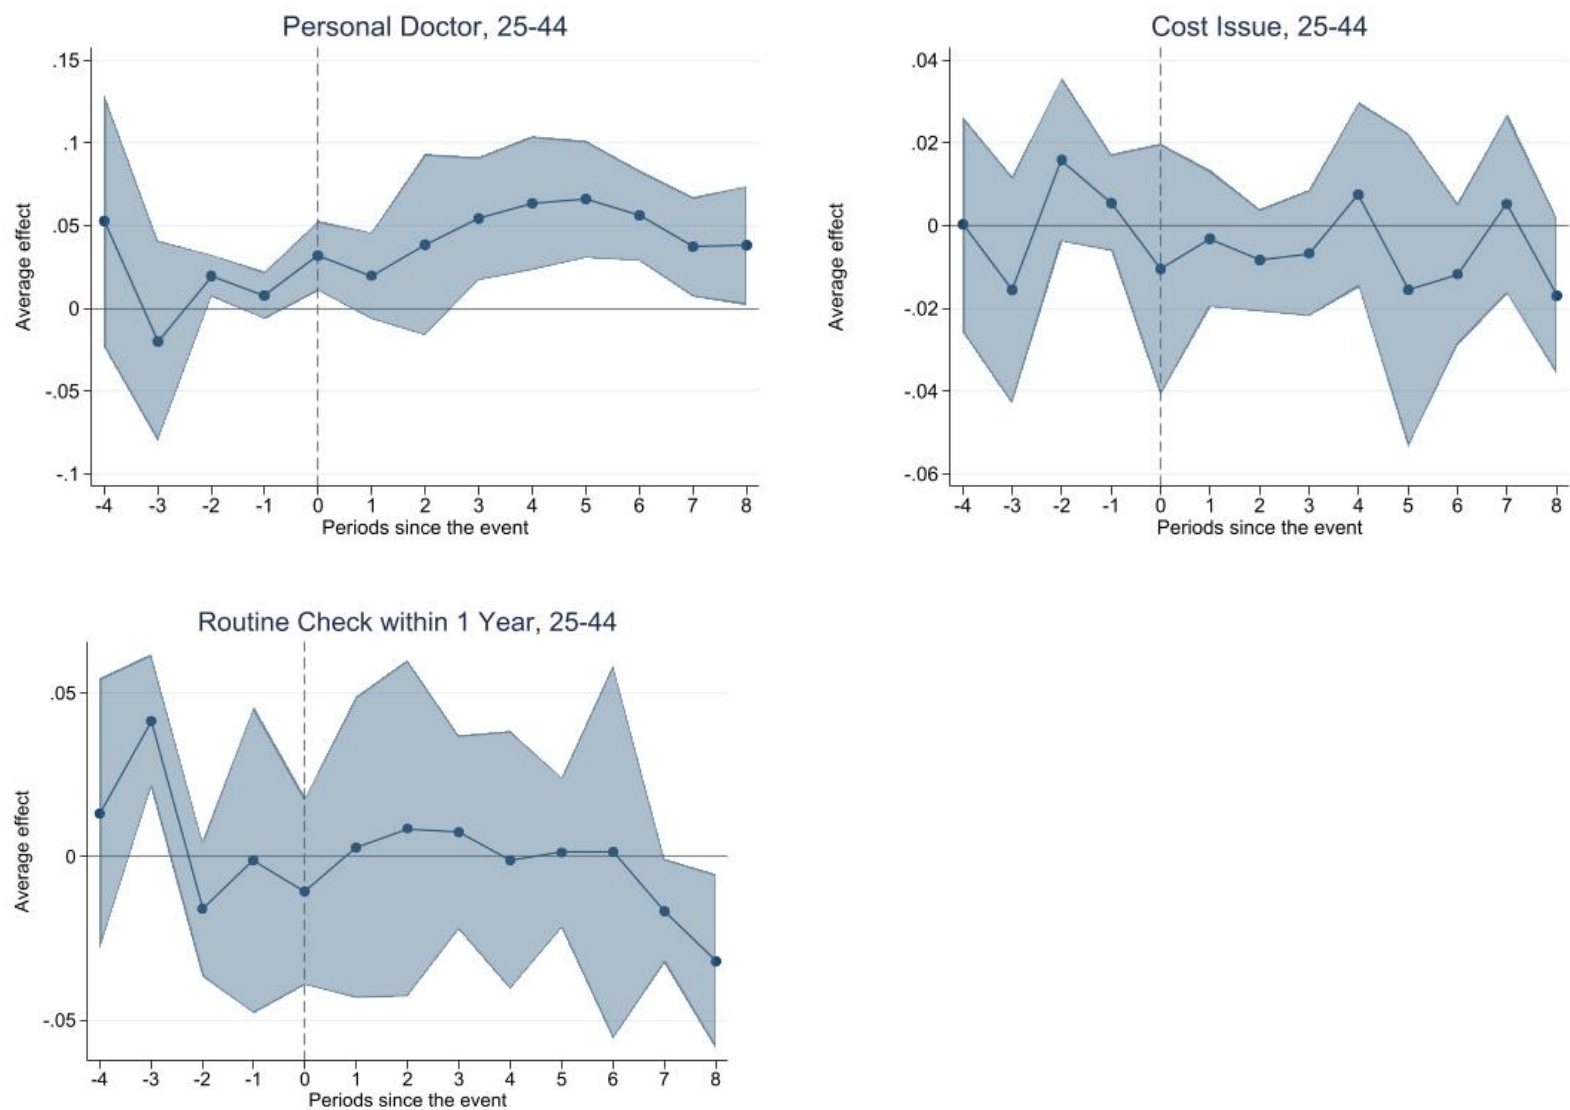 Personal Doctor, 25-44
Average effect
.15
.1
.05
0
-.05
-.1
-4 -3 -2 -1 0 1 2 3 4 5 6 7 8
Periods since the event
Cost Issue, 25-44
Average effect
.04
.02
0
-.02
-.04
-.06
-4 -3 -2 -1 0 1 2 3 4 5 6 7 8
Periods since the event
Routine Check within 1 Year, 25-44
Average effect
.05
0
-.05
-4 -3 -2 -1 0 1 2 3 4 5 6 7 8
Periods since the event